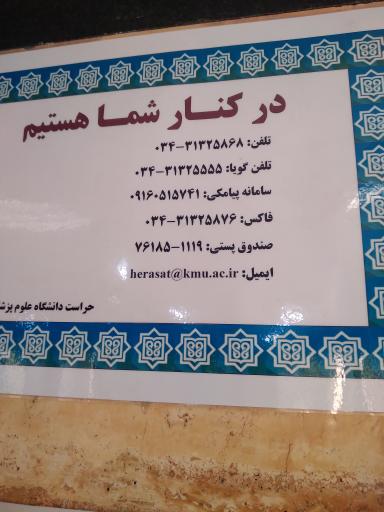 در کنار شما هستیم
تلفن: ۰۳۴-۳۱۳۲۵۸۶۸
تلفن گویا: ۰۳۴-۳۱۳۲۵۵۵۵
سامانه پیامکی: ۰۹۱۶۰۵۱۵۷۴۱
فاکس: ۰۳۴-۳۱۳۲۵۸۷۶
صندوق پستی: ۱۱۱۹-۷۶۱۸۵
ایمیل: herasat@kmu.ac.ir
حراست دانشگاه علوم